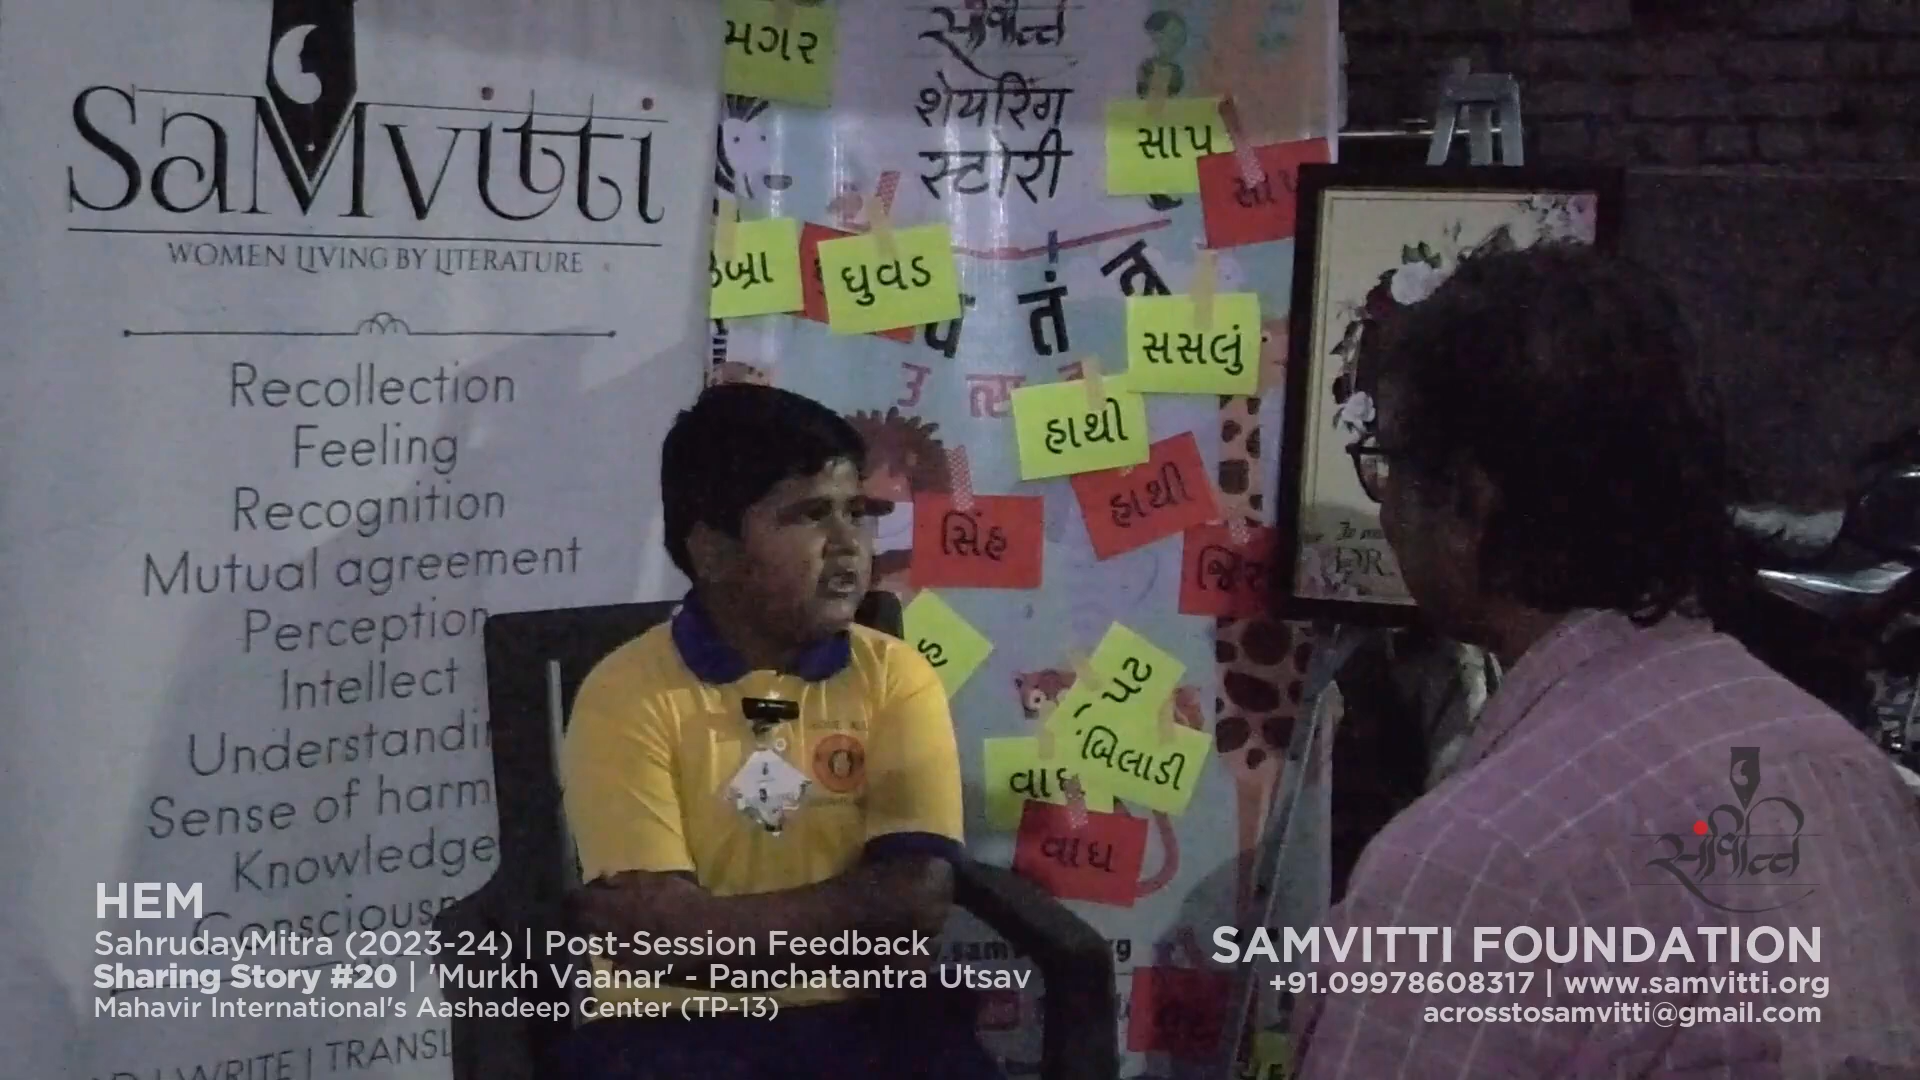 SaMvitti
WOMEN LIVING BY LITERATURE
Recollection
Feeling
Recognition
Mutual agreement
Perception
Intellect
Understandi
Sense of harm
Knowledge
મગર
શેયરિંગ
સ્ટોરી
સાપ
ઘુવડ
તં
સસલું
હાથી
હાથી
સિંહ
બિલાડી
વાઘ
વાઘ
HEM
SahrudayMitra (2023-24) | Post-Session Feedback
Sharing Story #20 | 'Murkh Vaanar' - Panchatantra Utsav
Mahavir International's Aashadeep Center (TP-13)
SAMVITTI FOUNDATION
+91.09978608317 | www.samvitti.org
acrosstosamvitti@gmail.com